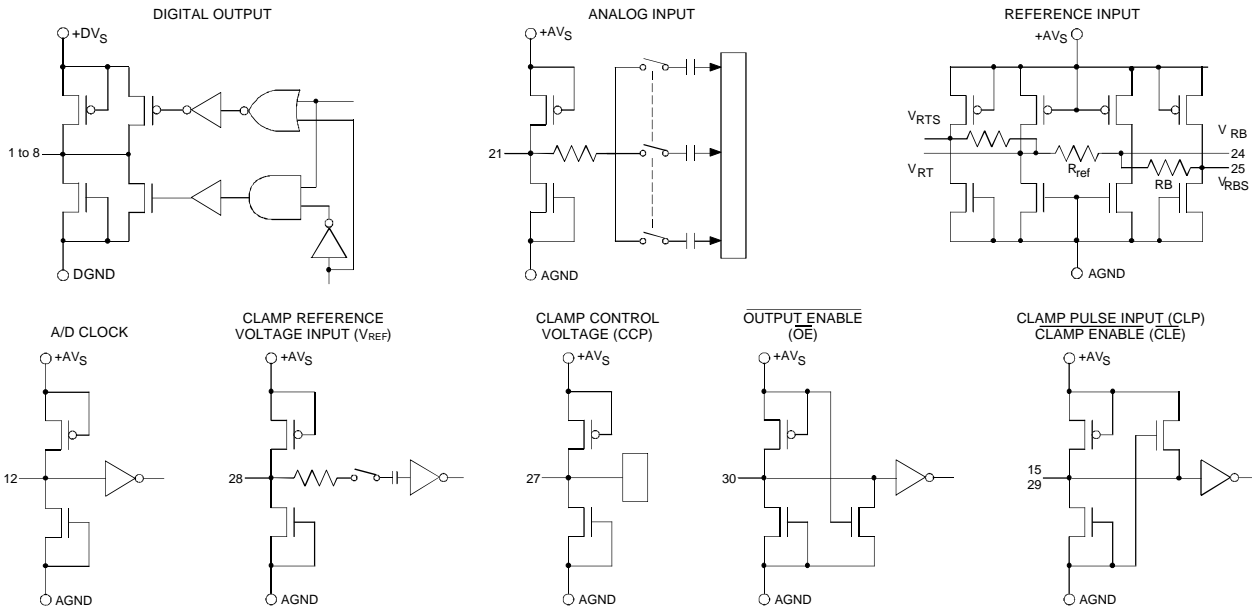 DIGITAL OUTPUT
+DVS
1 to 8
DGND
ANALOG INPUT
+AVS
21
AGND
REFERENCE INPUT
+AVS
VRTS
VRT
Rref
RB
VRB
24
25
VRBS
AGND
A/D CLOCK
+AVS
12
AGND
CLAMP REFERENCE
VOLTAGE INPUT (VREF)
+AVS
28
AGND
CLAMP CONTROL
VOLTAGE (CCP)
+AVS
27
AGND
OUTPUT ENABLE
(OE)
+AVS
30
AGND
CLAMP PULSE INPUT (CLP)
CLAMP ENABLE (CLE)
+AVS
15
29
AGND